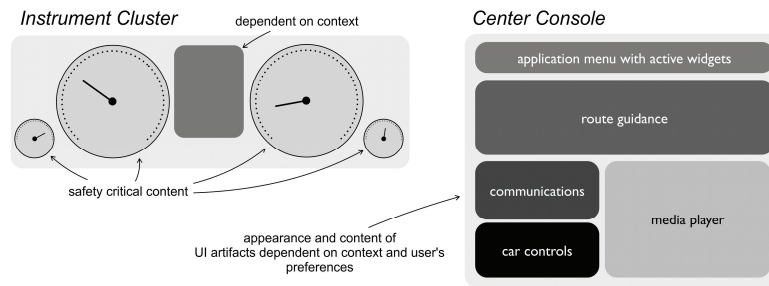 Instrument Cluster
dependent on context
safety critical content
appearance and content of
UI artifacts dependent on context and user's
preferences
Center Console
application menu with active widgets
route guidance
communications
media player
car controls